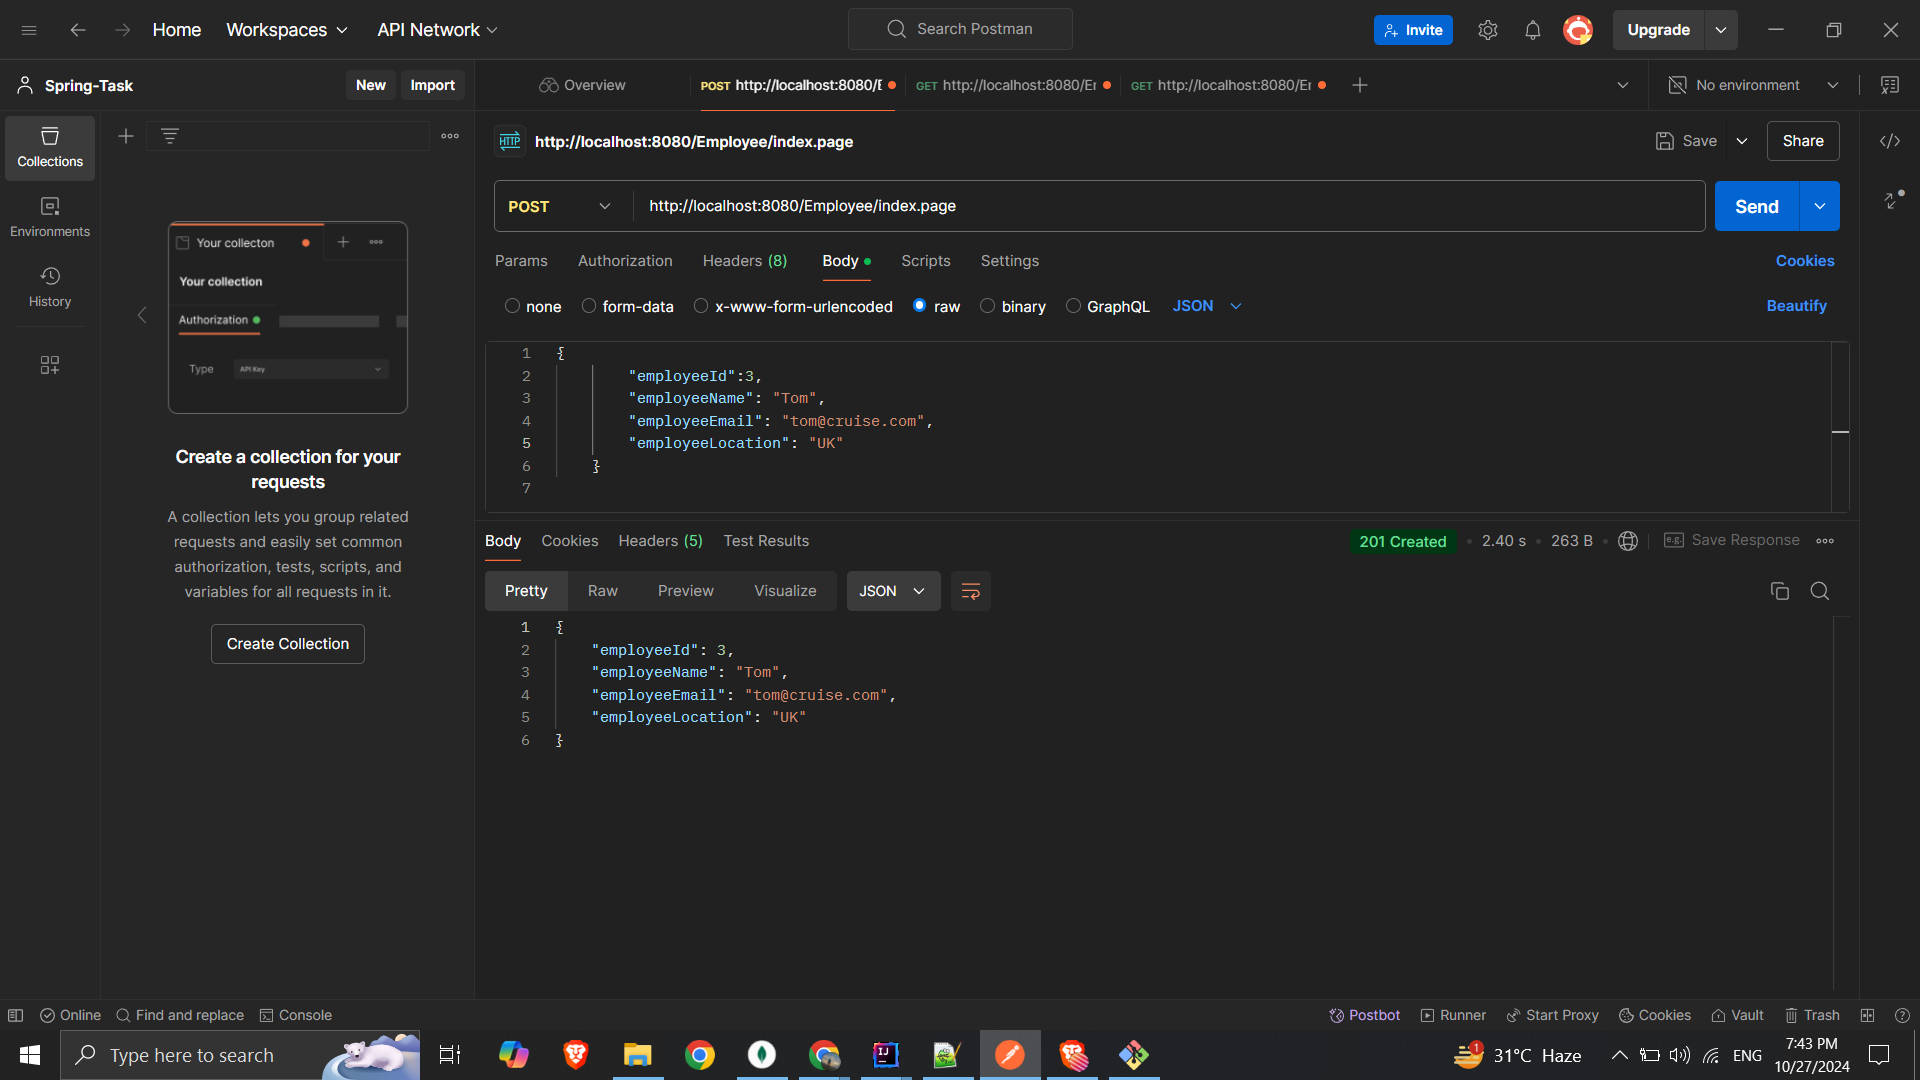 Home Workspaces API Network Search Postman Invite Upgrade
Spring-Task New Import Overview POST http://localhost:8080/E GET http://localhost:8080/Er GET http://localhost:8080/Er No environment
Collections
Environments
History
Your collecton
Your collection
Authorization
Type API Key
Create a collection for your
requests
A collection lets you group related
requests and easily set common
authorization, tests, scripts, and
variables for all requests in it.
Create Collection
HTTP http://localhost:8080/Employee/index.page Save Share
POST http://localhost:8080/Employee/index.page Send
Params Authorization Headers (8) Body Scripts Settings Cookies
none form-data x-www-form-urlencoded raw binary GraphQL JSON Beautify
1 {
2 "employeeId":3,
3 "employeeName": "Tom",
4 "employeeEmail": "tom@cruise.com",
5 "employeeLocation": "UK"
6 }
7
Body Cookies Headers (5) Test Results 201 Created 2.40 s 263 B e.g. Save Response
Pretty Raw Preview Visualize JSON
1 {
2 "employeeId": 3,
3 "employeeName": "Tom",
4 "employeeEmail": "tom@cruise.com",
5 "employeeLocation": "UK"
6 }
Online Find and replace Console Postbot Runner Start Proxy Cookies Vault Trash
Type here to search IJ 1 31°C Haze ENG 7:43 PM
10/27/2024